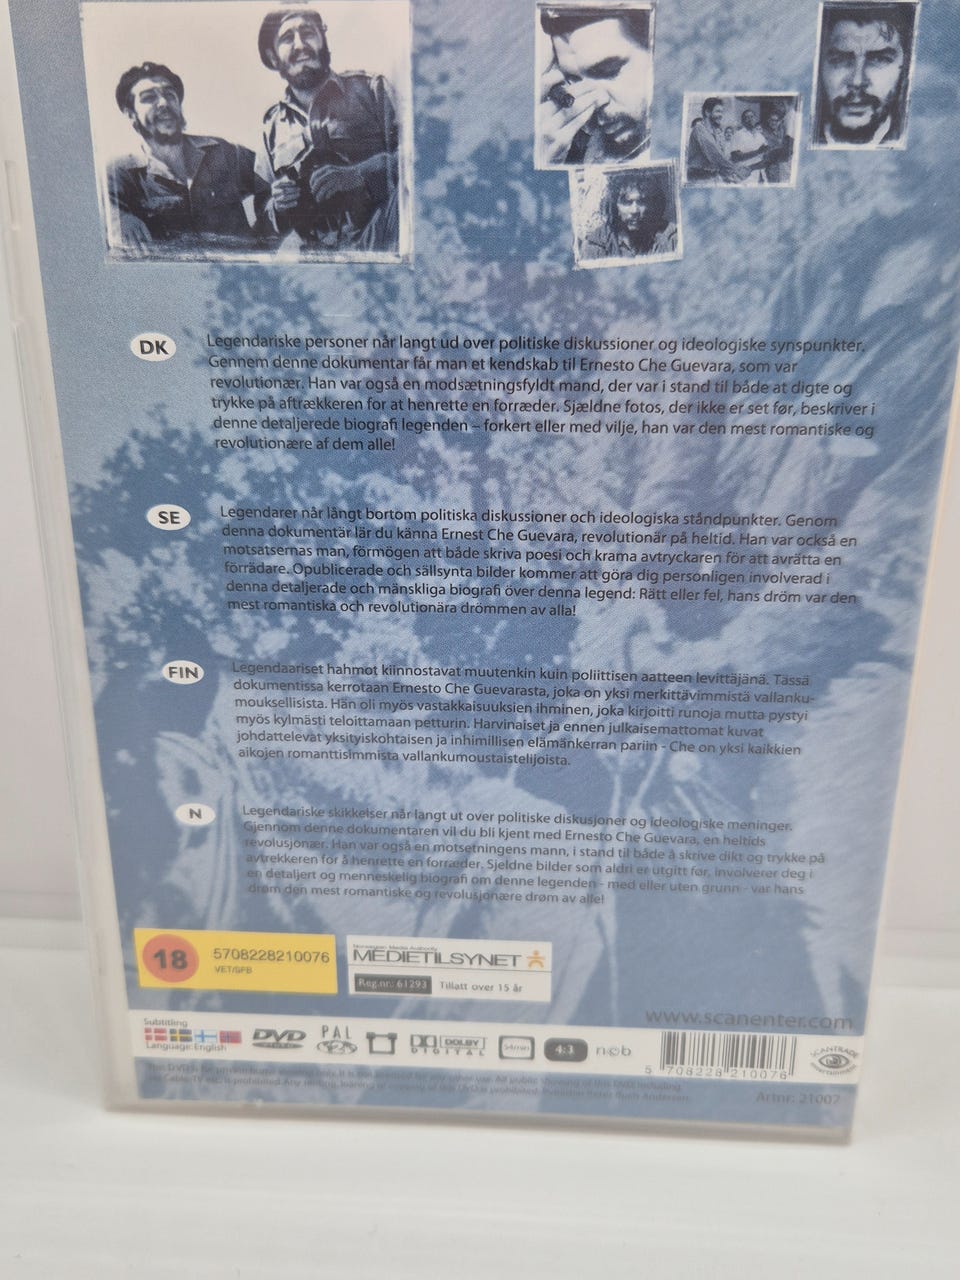 DK
Legendariske personer når langt ud over politiske diskussioner og ideologiske synspunkter.
Gennem denne dokumentar får man et kendskab til Ernesto Che Guevara, som var
revolutionær. Han var også en modsætningsfyldt mand, der var i stand til både at digte og
trykke på aftrækkeren for at henrette en forræder. Sjældne fotos, der ikke er set før, beskriver i
denne detaljerede biografi legenden – forkert eller med vilje, han var den mest romantiske og
revolutionære af dem alle!
SE
Legendarer når långt bortom politiska diskussioner och ideologiska ståndpunkter. Genom
denna dokumentär lär du känna Ernest Che Guevara, revolutionär på heltid. Han var också en
motsatsernas man, förmögen att både skriva poesi och krama avtryckaren för att avrätta en
förrädare. Opublicerade och sällsynta bilder kommer att göra dig personligen involverad i
denna detaljerade och mänskliga biografi över denna legend: Rätt eller fel, hans dröm var den
mest romantiska och revolutionära drömmen av alla!
FIN
Legendaariset hahmot kiinnostavat muutenkin kuin poliittisen aatteen levittäjänä. Tässä
dokumentissa kerrotaan Ernesto Che Guevarasta, joka on yksi merkittävimmistä vallanku-
mouksellisista. Hän oli myös vastakkaisuuksien ihminen, joka kirjoitti runoja mutta pystyi
myös kylmästi teloittamaan petturin. Harvinaiset ja ennen julkaisemattomat kuvat
johdattelevat yksityiskohtaisen ja inhimillisen elämänkerran pariin - Che on yksi kaikkien
aikojen romanttisimmista vallankumoustaistelijoista.
N
Legendariske skikkelser når langt ut over politiske diskusjoner og ideologiske meninger.
Gjennom denne dokumentaren vil du bli kjent med Ernesto Che Guevara, en heltids
revolusjonær. Han var også en motsetningens mann, i stand til både å skrive dikt og trykke på
avtrekkeren for å henrette en forræder. Sjeldne bilder som aldri er utgitt før, involverer deg i
en detaljert og menneskelig biografi om denne legenden - med eller uten grunn - var hans
drøm den mest romantiske og revolusjonære drøm av alle!
18
5708228210076
VET/SFB
Norwegian Media Authority
MEDIETILSYNET
Reg.nr: 61293 Tillatt over 15 år
www.scanenter.com
Subtitling
Language: English
DVD
PAL
DOLBY
DIGITAL
54min
4:3
ncb
5 708228 210076
SCANTRADE
entertainment
Artnr: 21007